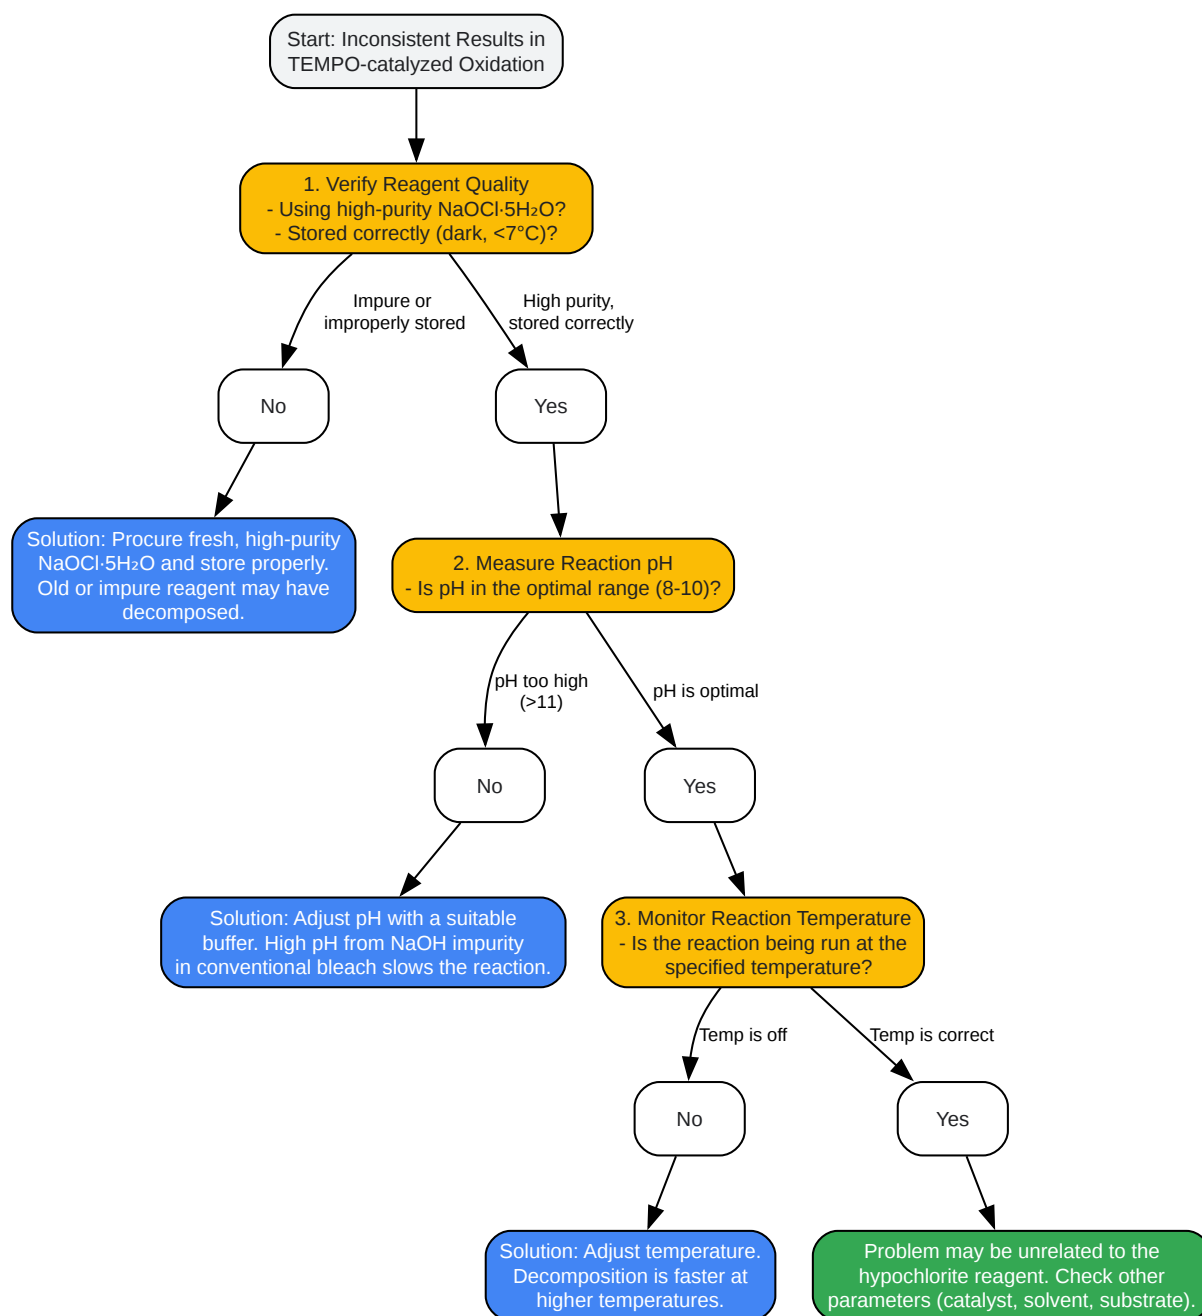 Start: Inconsistent Results in
TEMPO-catalyzed Oxidation
1. Verify Reagent Quality
- Using high-purity NaOCl·5H₂O?
- Stored correctly (dark, <7°C)?
Impure or
improperly stored
High purity,
stored correctly
No
Yes
Solution: Procure fresh, high-purity
NaOCl·5H₂O and store properly.
Old or impure reagent may have
decomposed.
2. Measure Reaction pH
- Is pH in the optimal range (8-10)?
pH too high
(>11)
pH is optimal
No
Yes
Solution: Adjust pH with a suitable
buffer. High pH from NaOH impurity
in conventional bleach slows the reaction.
3. Monitor Reaction Temperature
- Is the reaction being run at the
specified temperature?
Temp is off
Temp is correct
No
Yes
Solution: Adjust temperature.
Decomposition is faster at
higher temperatures.
Problem may be unrelated to the
hypochlorite reagent. Check other
parameters (catalyst, solvent, substrate).